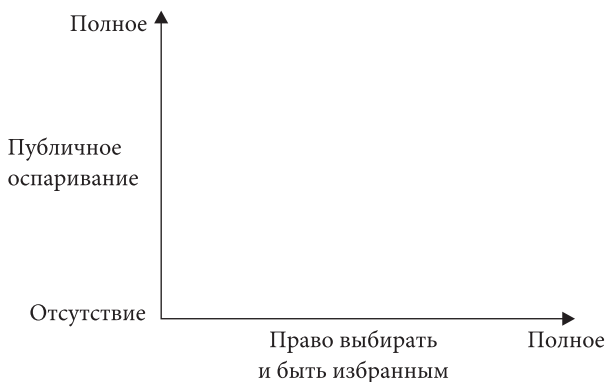 Полное
Публичное
оспаривание
Отсутствие
Право выбирать
и быть избранным
Полное